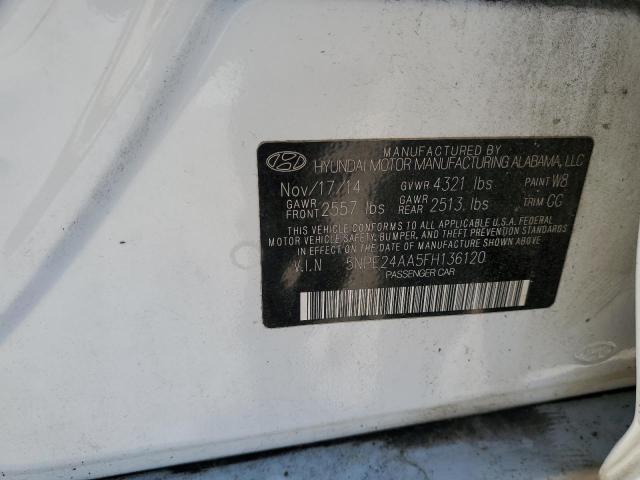 MANUFACTURED BY
HYUNDAI MOTOR MANUFACTURING ALABAMA, LLC
Nov/17/14 GVWR 4321 lbs PAINT W8
GAWR FRONT 2557 lbs GAWR REAR 2513 lbs TRIM GG
THIS VEHICLE CONFORMS TO ALL APPLICABLE U.S.A. FEDERAL
MOTOR VEHICLE SAFETY, BUMPER, AND THEFT PREVENTION
STANDARDS IN EFFECT ON THE DATE OF MANUFACTURE SHOWN ABOVE.
V.I.N 5NPE24AA5FH136120
PASSENGER CAR